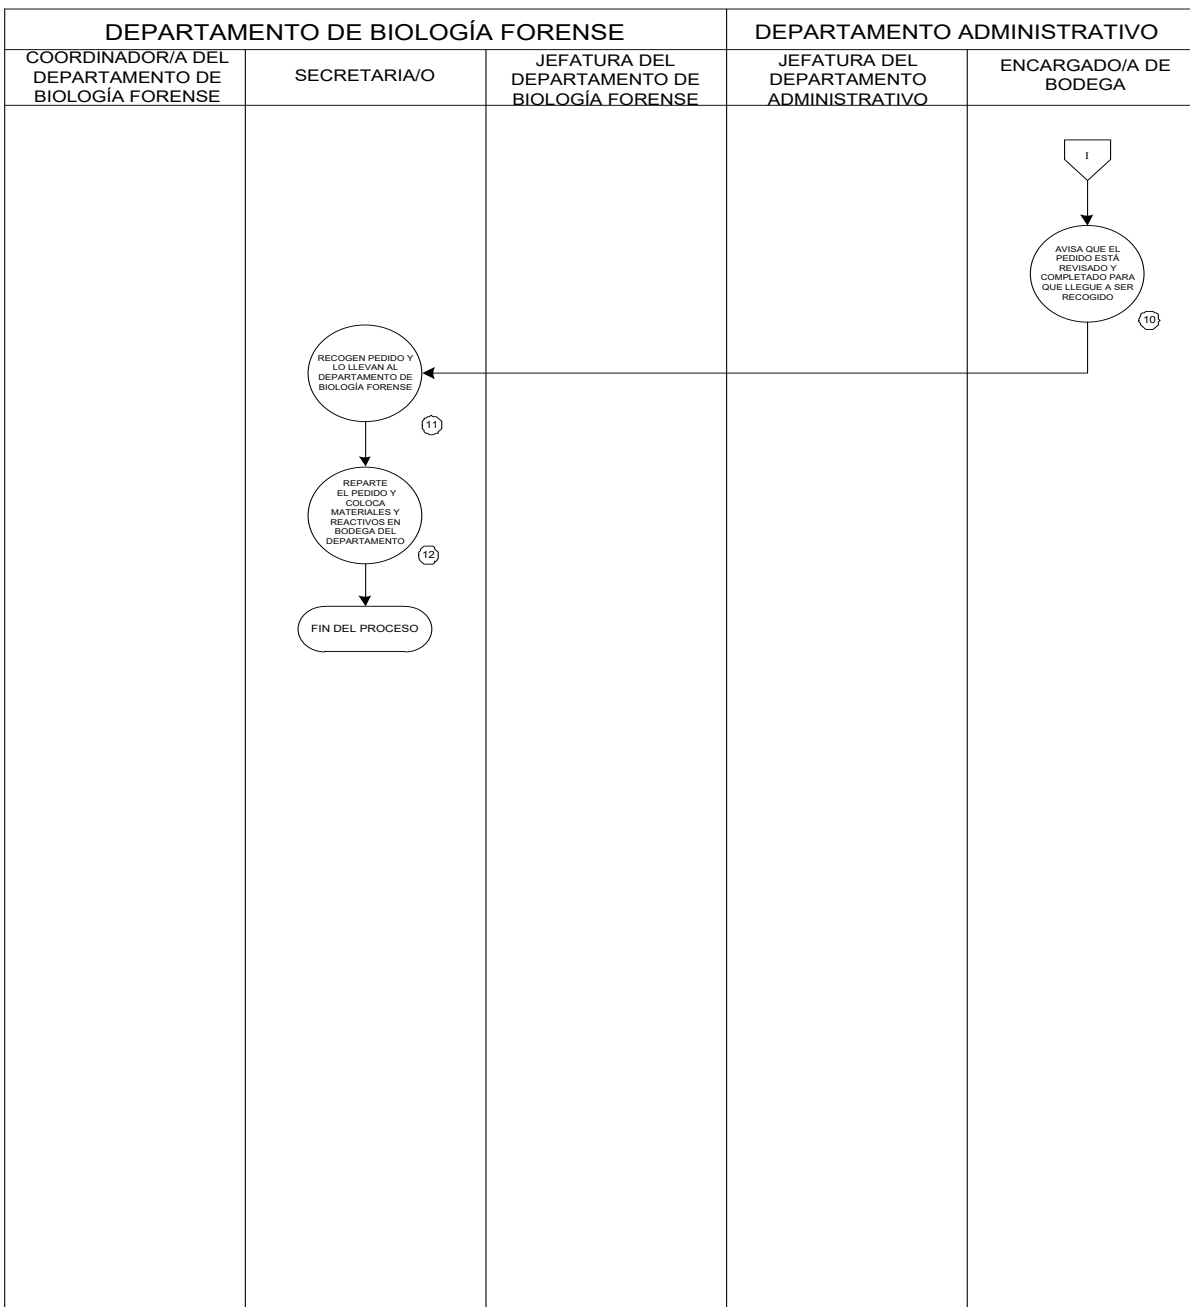 DEPARTAMENTO DE BIOLOGÍA FORENSE
DEPARTAMENTO ADMINISTRATIVO
COORDINADOR/A DEL
DEPARTAMENTO DE
BIOLOGÍA FORENSE
SECRETARIA/O
JEFATURA DEL
DEPARTAMENTO DE
BIOLOGÍA FORENSE
JEFATURA DEL
DEPARTAMENTO
ADMINISTRATIVO
ENCARGADO/A DE
BODEGA
I
AVISA QUE EL
PEDIDO ESTÁ
REVISADO Y
COMPLETADO PARA
QUE LLEGUE A SER
RECOGIDO
10
RECOGEN PEDIDO Y
LO LLEVAN AL
DEPARTAMENTO DE
BIOLOGÍA FORENSE
11
REPARTE
EL PEDIDO Y
COLOCA
MATERIALES Y
REACTIVOS EN
BODEGA DEL
DEPARTAMENTO
12
FIN DEL PROCESO